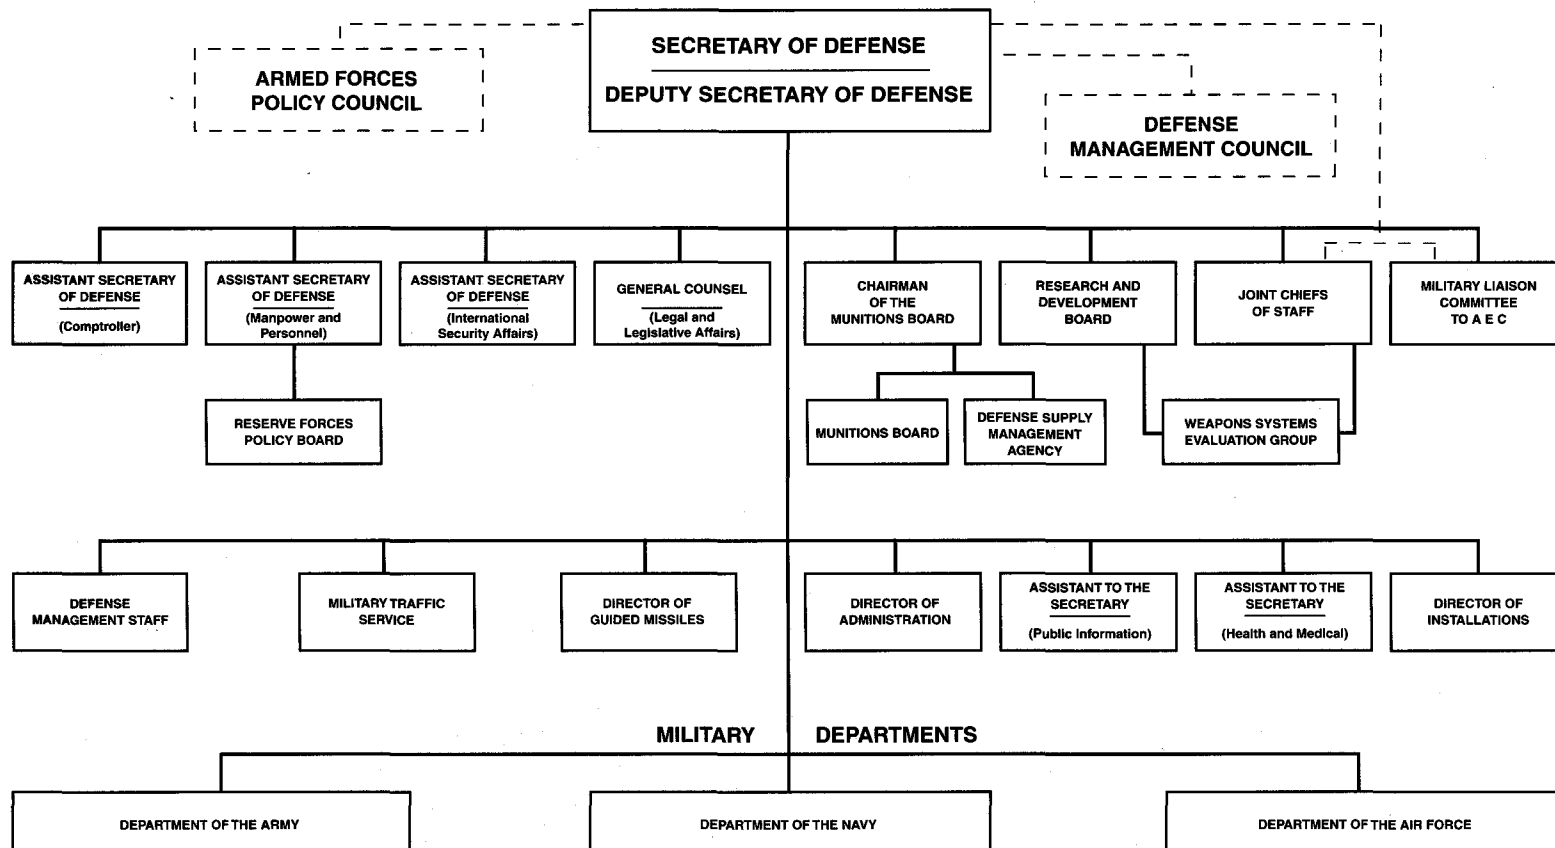 SECRETARY OF DEFENSE
DEPUTY SECRETARY OF DEFENSE
ARMED FORCES
POLICY COUNCIL
DEFENSE
MANAGEMENT COUNCIL
ASSISTANT SECRETARY
OF DEFENSE
(Comptroller)
ASSISTANT SECRETARY
OF DEFENSE
(Manpower and
Personnel)
ASSISTANT SECRETARY
OF DEFENSE
(International
Security Affairs)
GENERAL COUNSEL
(Legal and
Legislative Affairs)
CHAIRMAN
OF THE
MUNITIONS BOARD
RESEARCH AND
DEVELOPMENT
BOARD
JOINT CHIEFS
OF STAFF
MILITARY LIAISON
COMMITTEE
TO A E C
RESERVE FORCES
POLICY BOARD
MUNITIONS BOARD
DEFENSE SUPPLY
MANAGEMENT
AGENCY
WEAPONS SYSTEMS
EVALUATION GROUP
DEFENSE
MANAGEMENT STAFF
MILITARY TRAFFIC
SERVICE
DIRECTOR OF
GUIDED MISSILES
DIRECTOR OF
ADMINISTRATION
ASSISTANT TO THE
SECRETARY
(Public Information)
ASSISTANT TO THE
SECRETARY
(Health and Medical)
DIRECTOR OF
INSTALLATIONS
MILITARY DEPARTMENTS
DEPARTMENT OF THE ARMY
DEPARTMENT OF THE NAVY
DEPARTMENT OF THE AIR FORCE